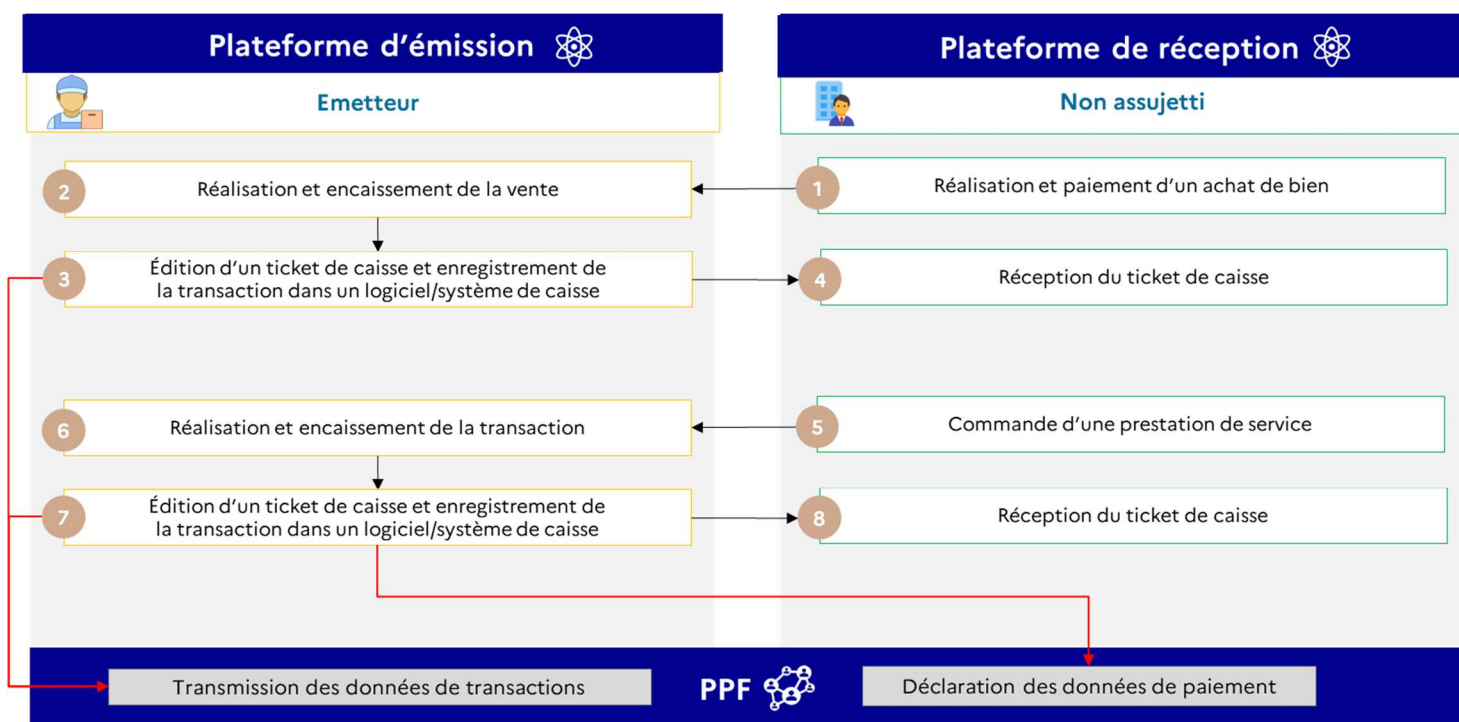 Plateforme d’émission
Plateforme de réception
Emetteur
Non assujetti
2
Réalisation et encaissement de la vente
1
Réalisation et paiement d’un achat de bien
3
Édition d’un ticket de caisse et enregistrement de
la transaction dans un logiciel/système de caisse
4
Réception du ticket de caisse
6
Réalisation et encaissement de la transaction
5
Commande d’une prestation de service
7
Édition d’un ticket de caisse et enregistrement de
la transaction dans un logiciel/système de caisse
8
Réception du ticket de caisse
Transmission des données de transactions
PPF
Déclaration des données de paiement